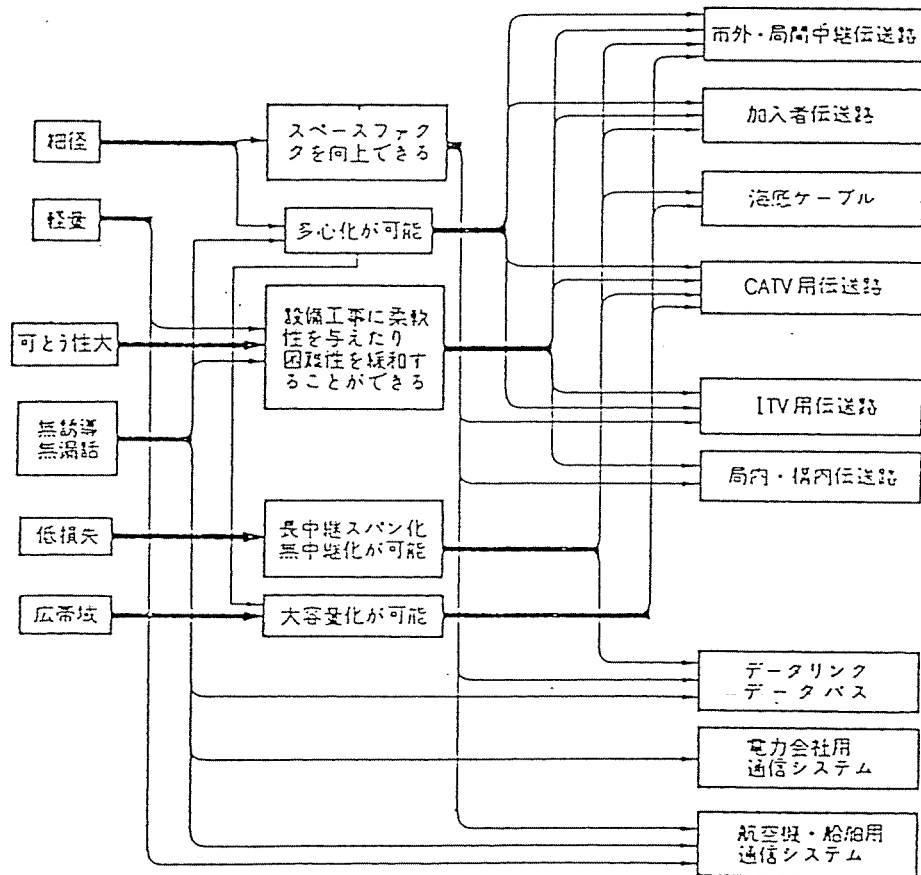 細径
軽量
可とう性大
無誘導
無漏話
低損失
広帯域
スペースファク
タを向上できる
多心化が可能
設備工事に柔軟
性を与えたり
困難性を緩和す
ることができる
長中継スパン化
無中継化が可能
大容量化が可能
市外・局間中継伝送路
加入者伝送路
海底ケーブル
CATV用伝送路
ITV用伝送路
局内・構内伝送路
データリンク
データバス
電力会社用
通信システム
航空機・船舶用
通信システム